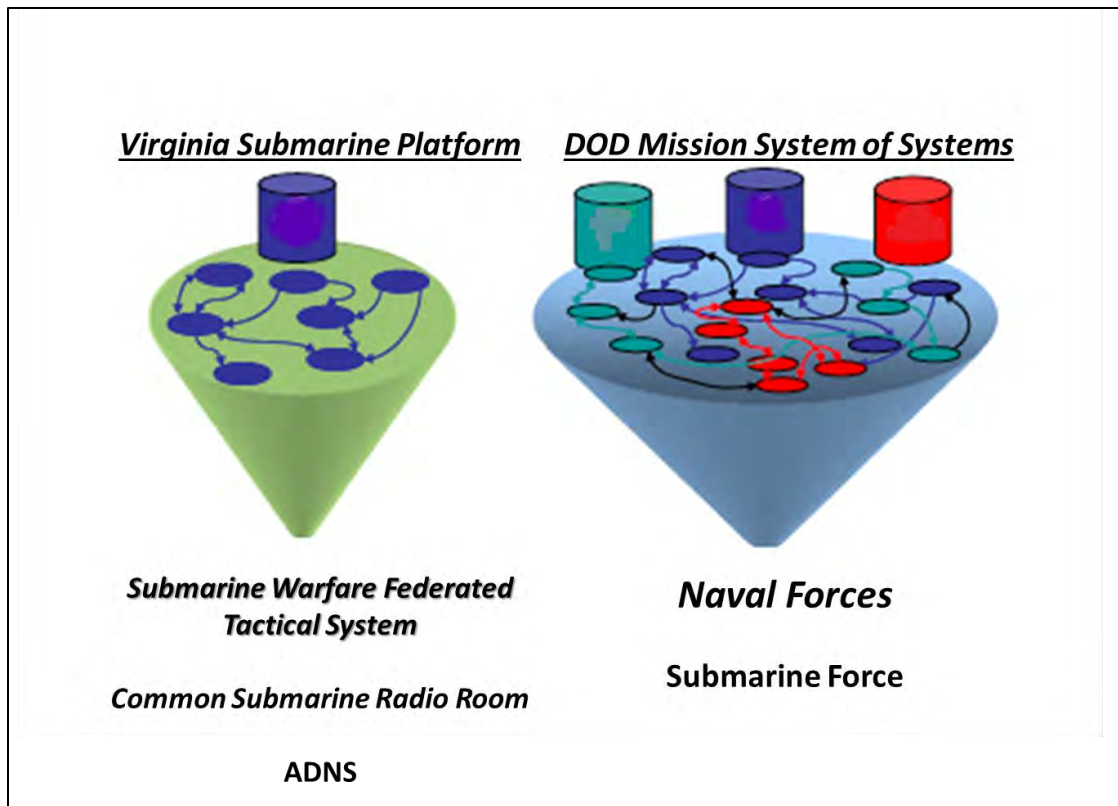 Virginia Submarine Platform
DOD Mission System of Systems
Submarine Warfare Federated
Tactical System
Common Submarine Radio Room
ADNS
Naval Forces
Submarine Force